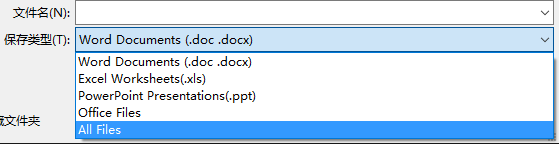 文件名(N):
保存类型(T): Word Documents (.doc .docx)
Word Documents (.doc .docx)
Excel Worksheets(.xls)
PowerPoint Presentations(.ppt)
Office Files
All Files
文件夹